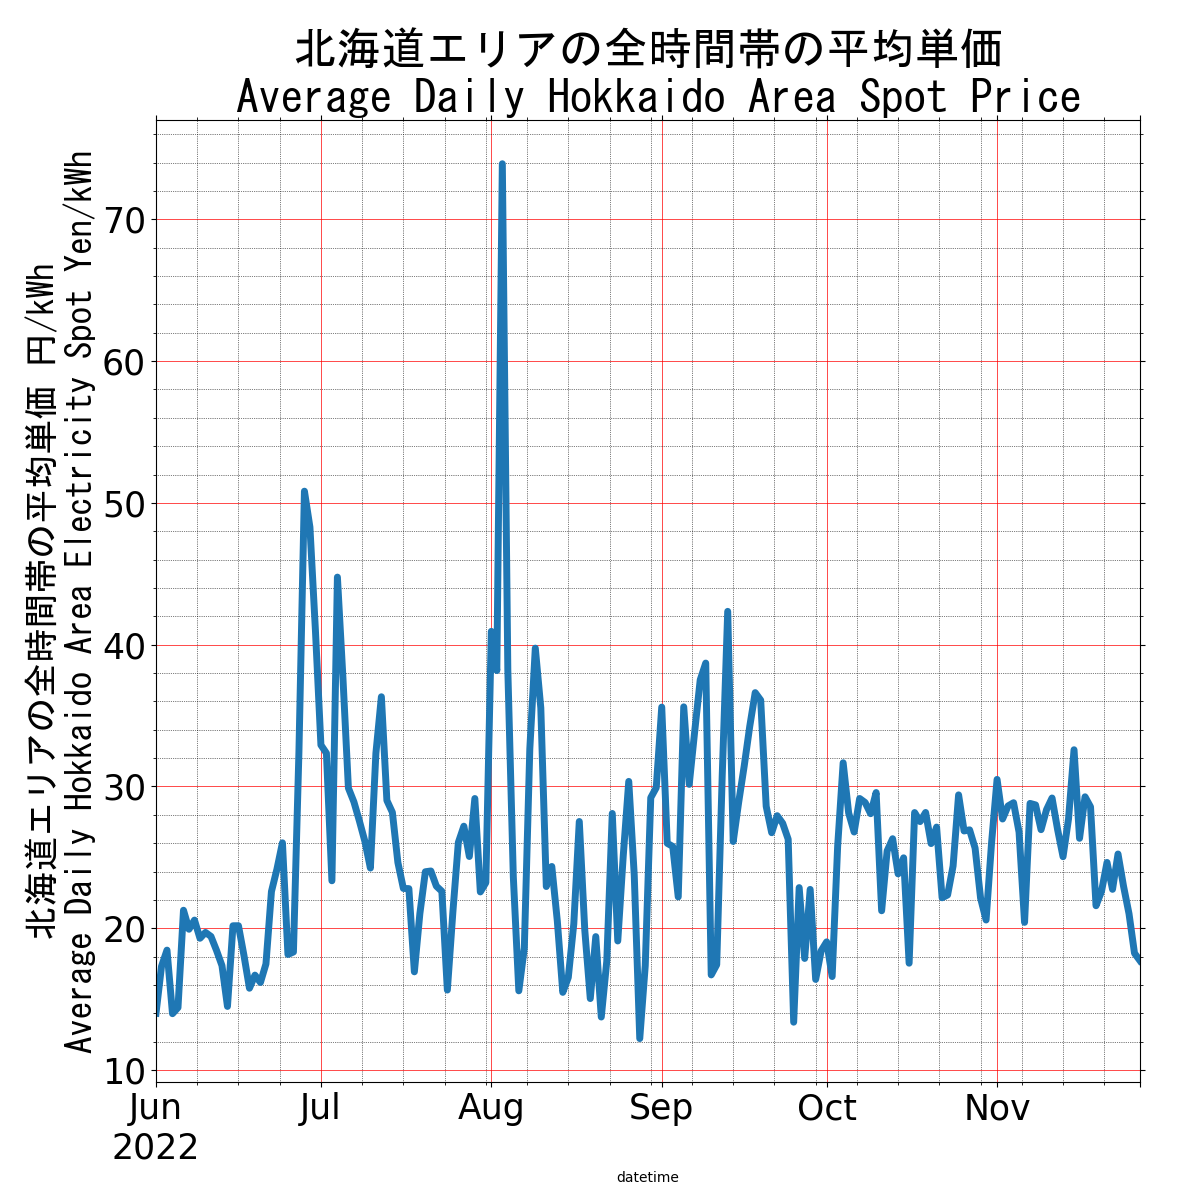 北海道エリアの全時間帯の平均単価
Average Daily Hokkaido Area Spot Price
北海道エリアの全時間帯の平均単価 円/kWh
Average Daily Hokkaido Area Electricity Spot Yen/kWh
70
60
50
40
30
20
10
Jun Jul Aug Sep Oct Nov
2022
datetime